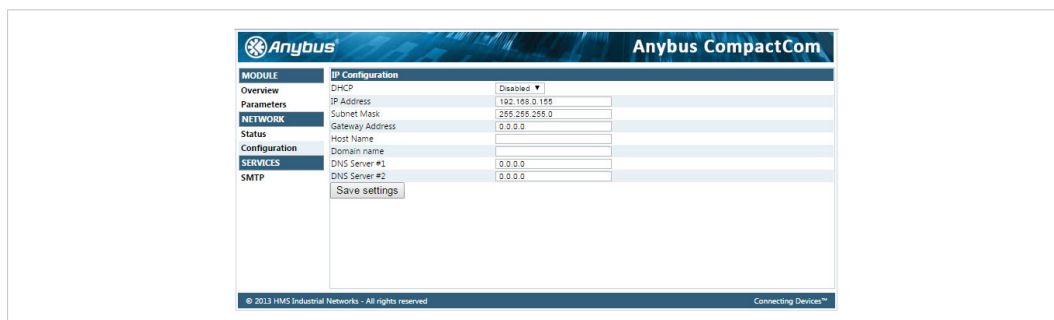 Anybus®
Anybus CompactCom
MODULE
Overview
Parameters
NETWORK
Status
Configuration
SERVICES
SMTP
IP Configuration
DHCP Disabled ▼
IP Address 192.168.0.155
Subnet Mask 255.255.255.0
Gateway Address 0.0.0.0
Host Name
Domain name
DNS Server #1 0.0.0.0
DNS Server #2 0.0.0.0
Save settings
© 2013 HMS Industrial Networks - All rights reserved
Connecting Devices™